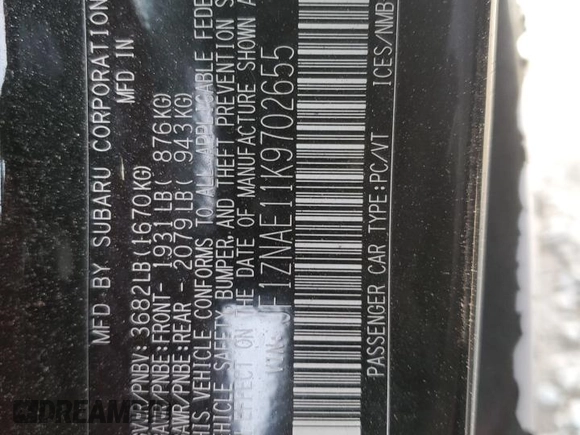 MFD BY SUBARU CORPORATION
MFD IN
GVWR/PNBV: 3682LB(1670KG)
GAWR/PNBE:FRONT- 1931LB( 876KG)
GAWR/PNBE:REAR - 2079LB( 943KG)
THIS VEHICLE CONFORMS TO ALL APPLICABLE FEDE
VEHICLE SAFETY, BUMPER, AND THEFT PREVENTION S
EFFECT ON THE DATE OF MANUFACTURE SHOWN A
JF1ZNAE11K9702655
PASSENGER CAR TYPE:PC/VT ICES/NMB